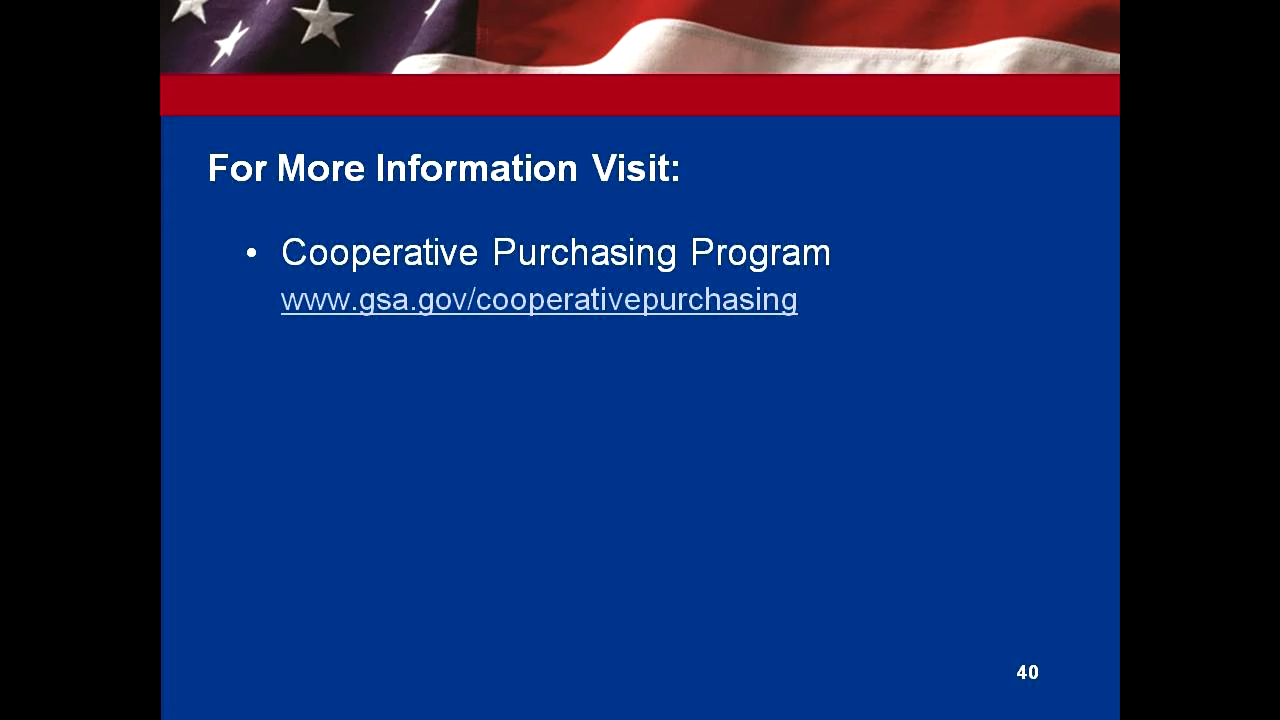 For More Information Visit:
• Cooperative Purchasing Program
www.gsa.gov/cooperativepurchasing
40